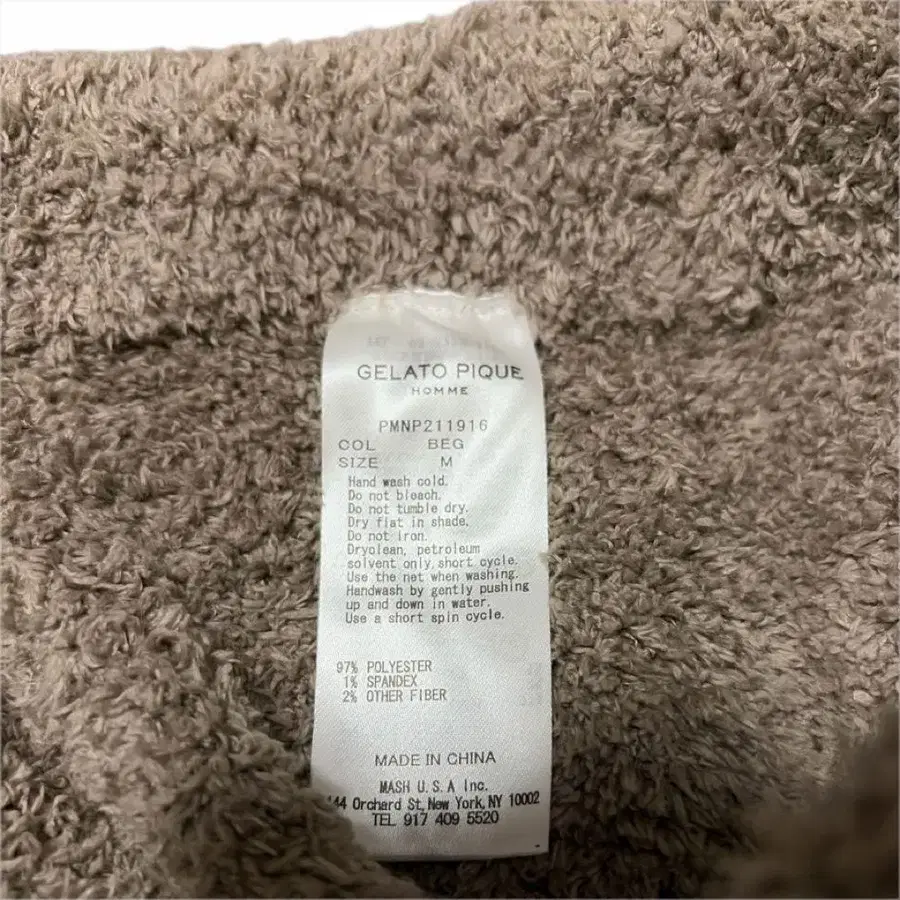 GELATO PIQUE
HOMME
PMNP211916
COL BEG
SIZE M
Hand wash cold.
Do not bleach.
Do not tumble dry.
Dry flat in shade.
Do not iron.
Dryclean, petroleum
solvent only,short cycle.
Use the net when washing.
Handwash by gently pushing
up and down in water.
Use a short spin cycle.
97% POLYESTER
1% SPANDEX
2% OTHER FIBER
MADE IN CHINA
MASH U.S.A Inc.
Orchard St,New York,NY 10002
TEL 917 409 5520